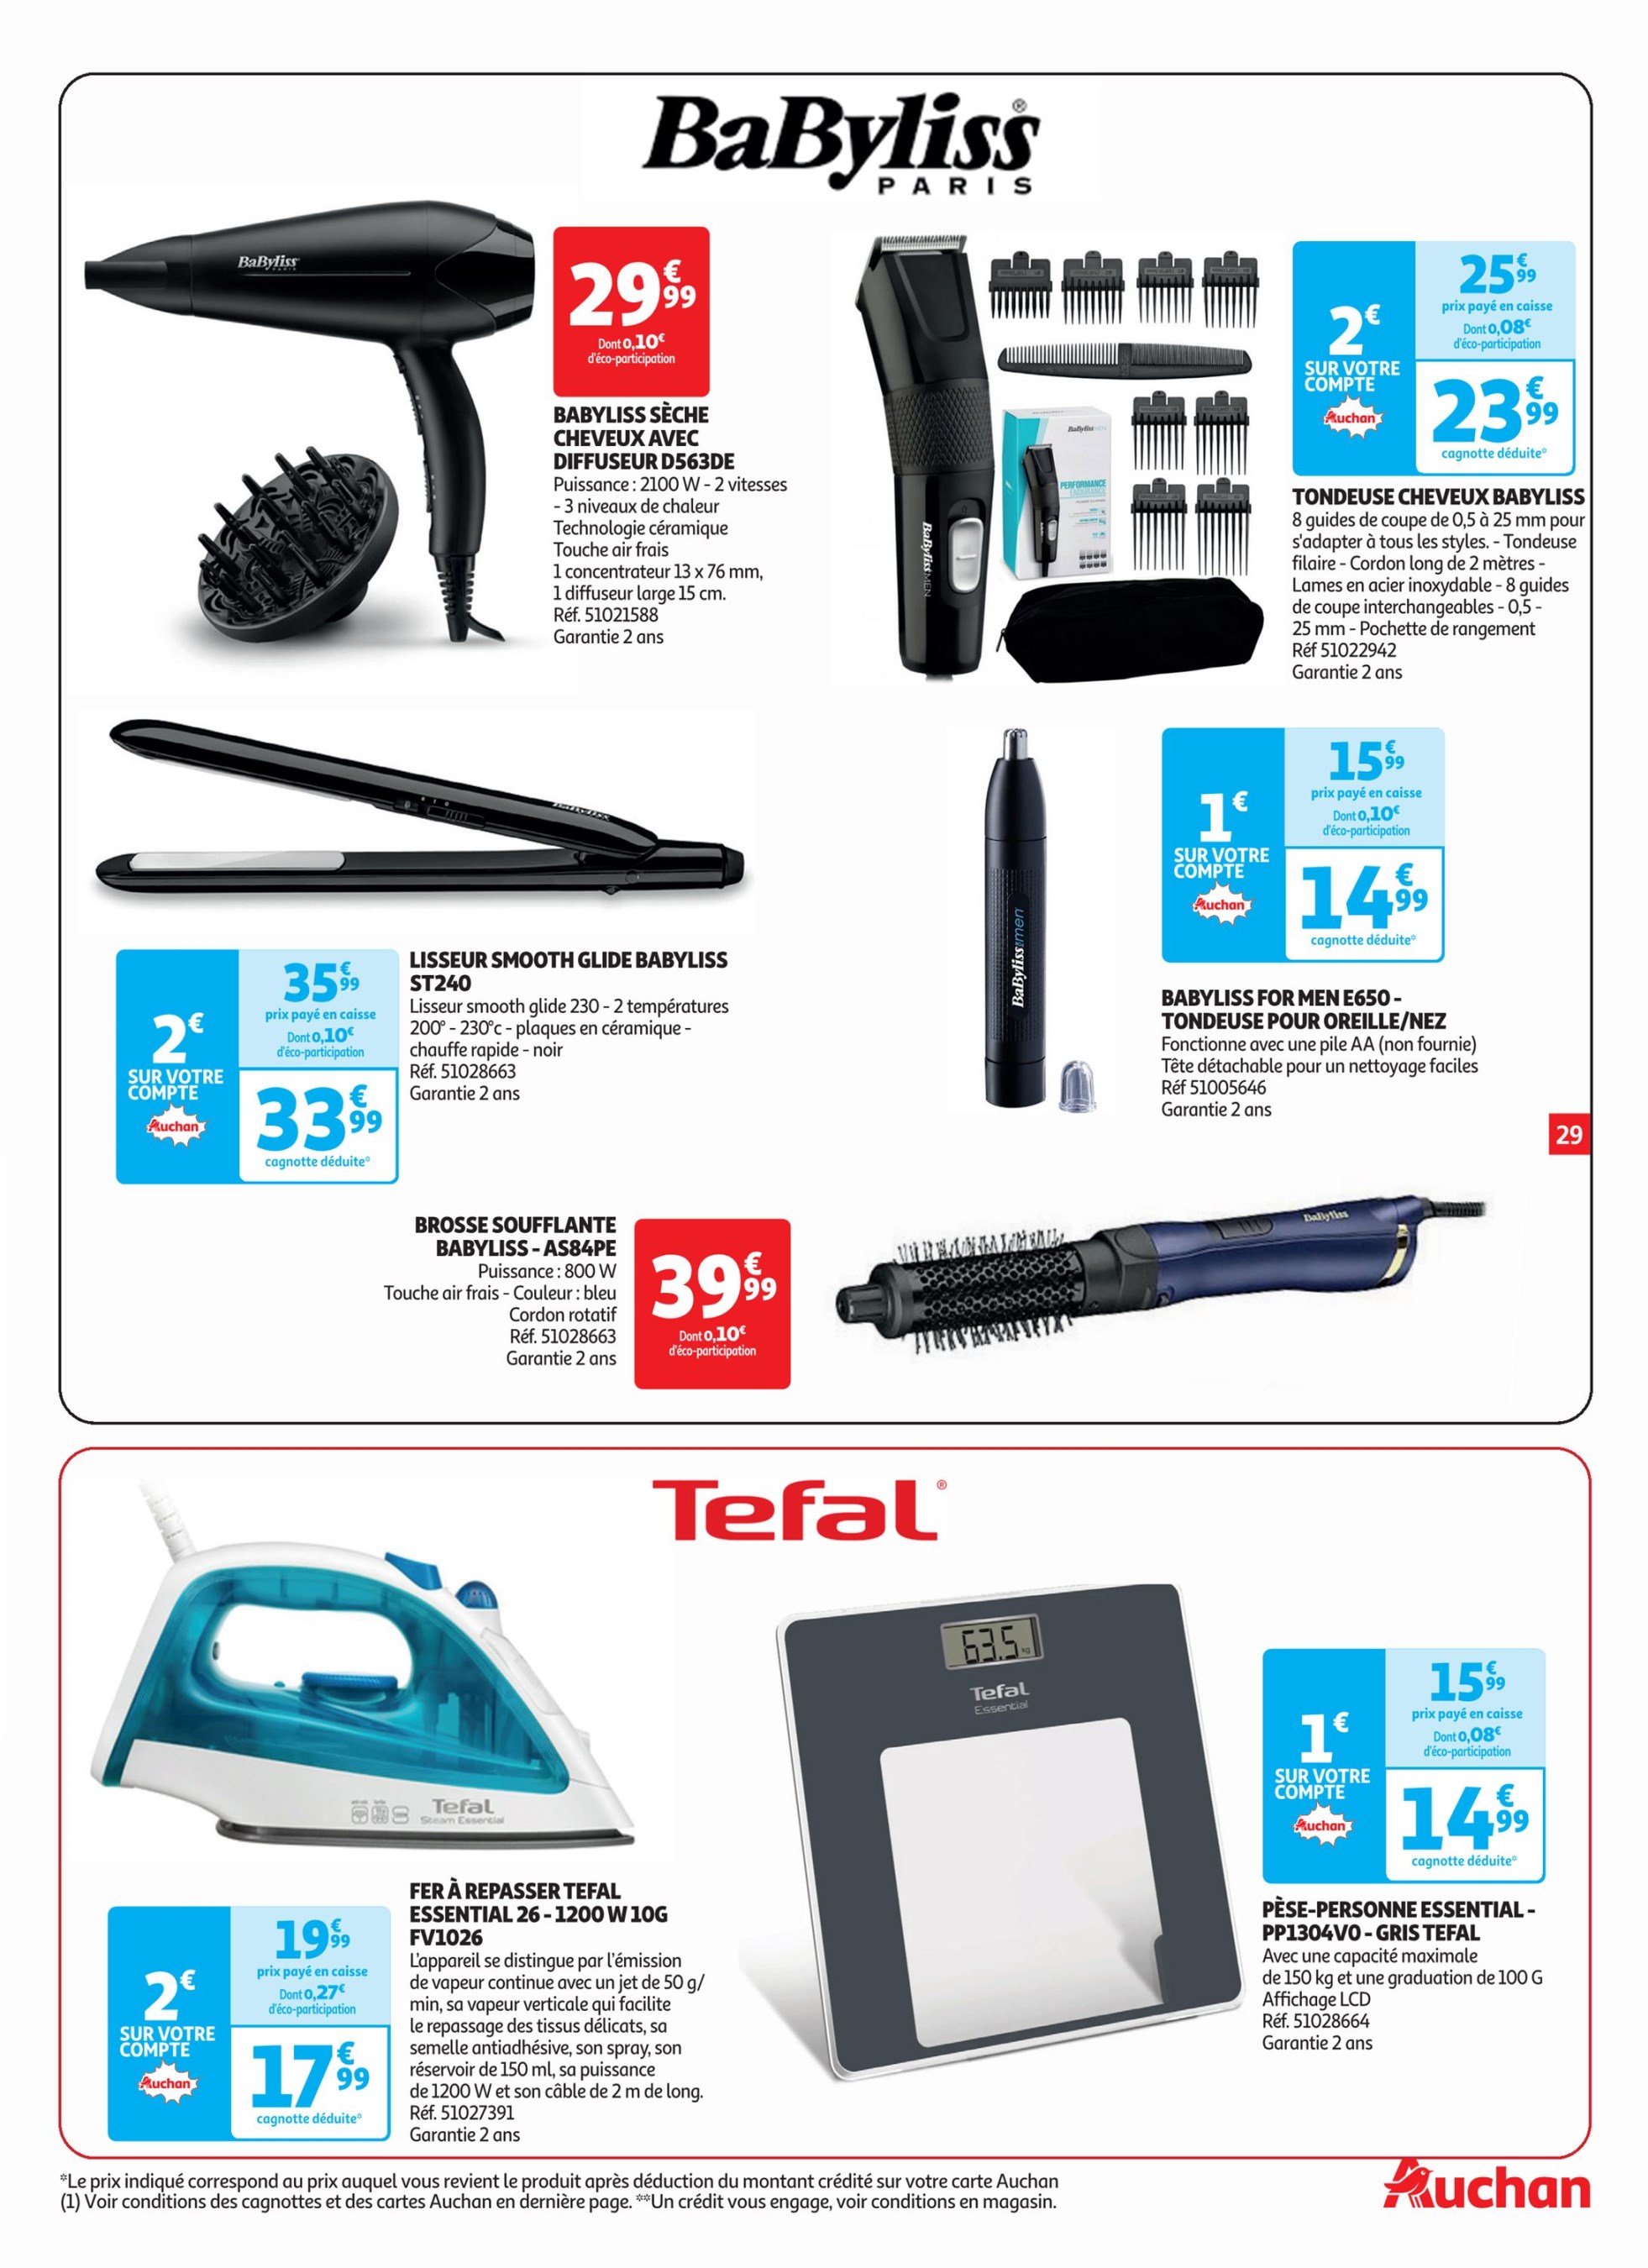 BaByliss®
PARIS
BaByliss
PARIS
29€99
Dont 0,10€
d'éco-participation
BABYLISS SÈCHE
CHEVEUX AVEC
DIFFUSEUR D563DE
Puissance : 2100 W - 2 vitesses
- 3 niveaux de chaleur
Technologie céramique
Touche air frais
1 concentrateur 13 x 76 mm,
1 diffuseur large 15 cm.
Réf. 51021588
Garantie 2 ans
BaBylissMEN
BaBylissMEN
PERFORMANCE
ENDURANCE
2€
SUR VOTRE
COMPTE
Auchan
25€99
prix payé en caisse
Dont 0,08€
d'éco-participation
23€99
cagnotte déduite*
TONDEUSE CHEVEUX BABYLISS
8 guides de coupe de 0,5 à 25 mm pour
s'adapter à tous les styles. - Tondeuse
filaire - Cordon long de 2 mètres -
Lames en acier inoxydable - 8 guides
de coupe interchangeables - 0,5 -
25 mm - Pochette de rangement
Réf 51022942
Garantie 2 ans
2€
SUR VOTRE
COMPTE
Auchan
35€99
prix payé en caisse
Dont 0,10€
d'éco-participation
33€99
cagnotte déduite*
LISSEUR SMOOTH GLIDE BABYLISS
ST240
Lisseur smooth glide 230 - 2 températures
200° - 230°c - plaques en céramique -
chauffe rapide - noir
Réf. 51028663
Garantie 2 ans
BaBylissmen
1€
SUR VOTRE
COMPTE
Auchan
15€99
prix payé en caisse
Dont 0,10€
d'éco-participation
14€99
cagnotte déduite*
BABYLISS FOR MEN E650 -
TONDEUSE POUR OREILLE/NEZ
Fonctionne avec une pile AA (non fournie)
Tête détachable pour un nettoyage faciles
Réf 51005646
Garantie 2 ans
29
BROSSE SOUFFLANTE
BABYLISS - AS84PE
Puissance : 800 W
Touche air frais - Couleur : bleu
Cordon rotatif
Réf. 51028663
Garantie 2 ans
39€99
Dont 0,10€
d'éco-participation
BaByliss
Tefal®
Tefal
Steam Essential
2€
SUR VOTRE
COMPTE
Auchan
19€99
prix payé en caisse
Dont 0,27€
d'éco-participation
17€99
cagnotte déduite*
FER À REPASSER TEFAL
ESSENTIAL 26 - 1200 W 10G
FV1026
L'appareil se distingue par l'émission
de vapeur continue avec un jet de 50 g/
min, sa vapeur verticale qui facilite
le repassage des tissus délicats, sa
semelle antiadhésive, son spray, son
réservoir de 150 ml, sa puissance
de 1200 W et son câble de 2 m de long.
Réf. 51027391
Garantie 2 ans
63.5 kg
Tefal
Essential
1€
SUR VOTRE
COMPTE
Auchan
15€99
prix payé en caisse
Dont 0,08€
d'éco-participation
14€99
cagnotte déduite*
PÈSE-PERSONNE ESSENTIAL -
PP1304V0 - GRIS TEFAL
Avec une capacité maximale
de 150 kg et une graduation de 100 G
Affichage LCD
Réf. 51028664
Garantie 2 ans
*Le prix indiqué correspond au prix auquel vous revient le produit après déduction du montant crédité sur votre carte Auchan
(1) Voir conditions des cagnottes et des cartes Auchan en dernière page. **Un crédit vous engage, voir conditions en magasin.
Auchan